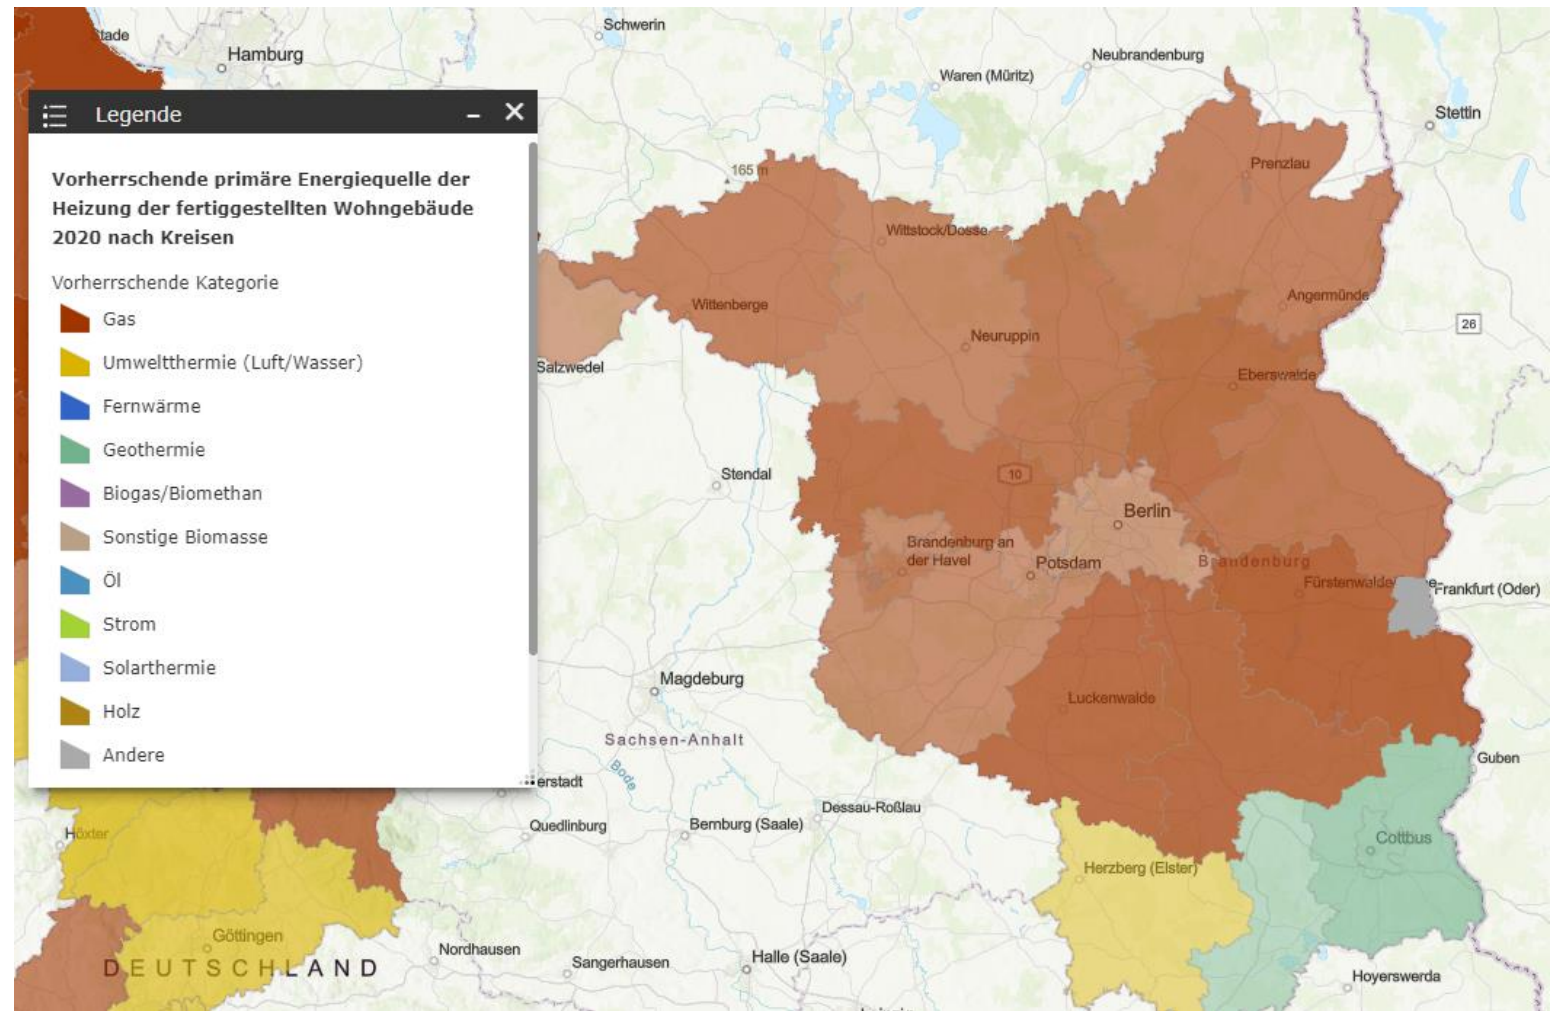 Schwerin
Hamburg
Neubrandenburg
Waren (Müritz)
Stettin
Legende
Vorherrschende primäre Energiequelle der
Heizung der fertiggestellten Wohngebäude
2020 nach Kreisen
Vorherrschende Kategorie
Gas
Umweltthermie (Luft/Wasser)
Fernwärme
Geothermie
Biogas/Biomethan
Sonstige Biomasse
Öl
Strom
Solarthermie
Holz
Andere
165 m
Prenzlau
Wittstock/Dosse
Wittenberge
Angermünde
26
Neuruppin
Salzwedel
Eberswalde
Stendal
10
Berlin
Brandenburg an
der Havel
Potsdam
Brandenburg
Fürstenwalde
Frankfurt (Oder)
Magdeburg
Luckenwalde
Sachsen-Anhalt
Guben
Bode
erstadt
Dessau-Roßlau
Quedlinburg
Bernburg (Saale)
Höxter
Cottbus
Herzberg (Elster)
Göttingen
Nordhausen
Halle (Saale)
Sangerhausen
DEUTSCHLAND
Hoyerswerda